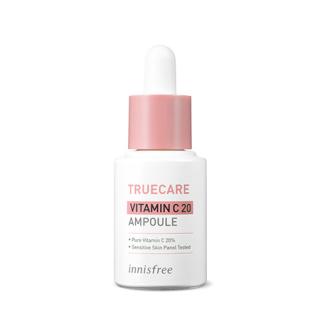 TRUECARE
VITAMIN C 20
AMPOULE
• Pure Vitamin C 20%
• Sensitive Skin Panel Tested
innisfree